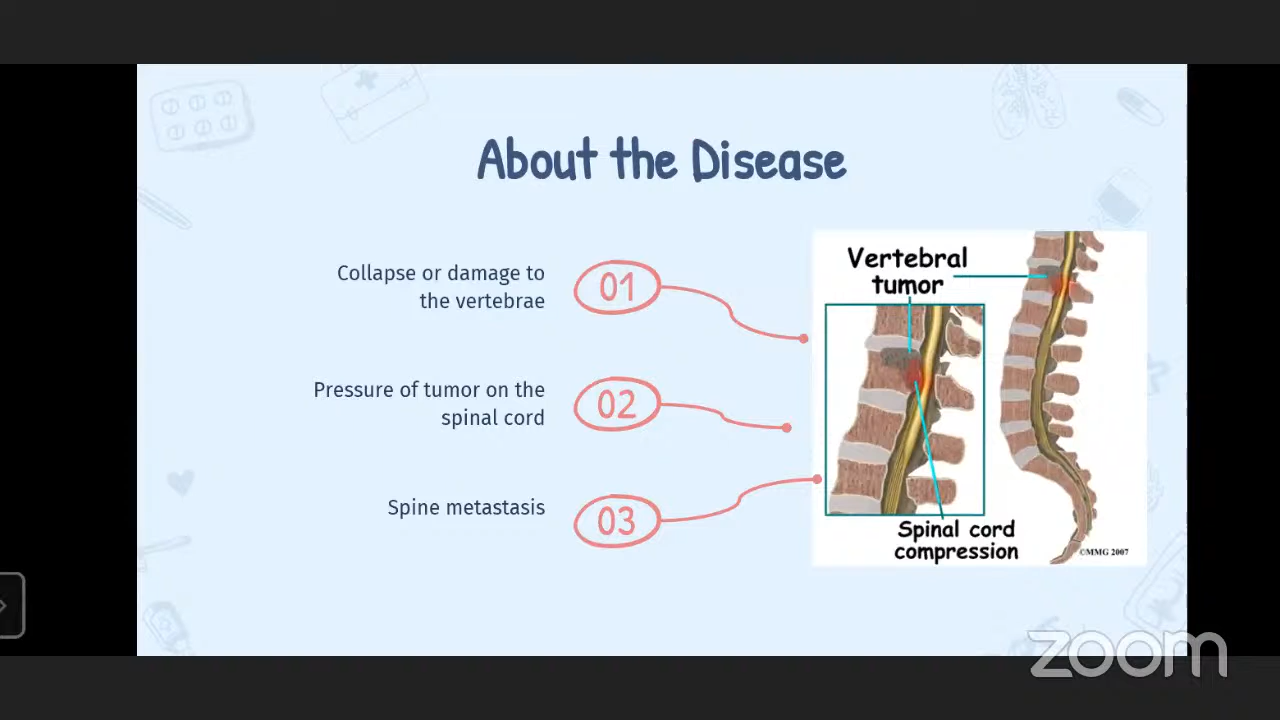 About the Disease
Collapse or damage to
the vertebrae
01
Pressure of tumor on the
spinal cord
02
Spine metastasis
03
Vertebral
tumor
Spinal cord
compression
©MMG 2007
zoom